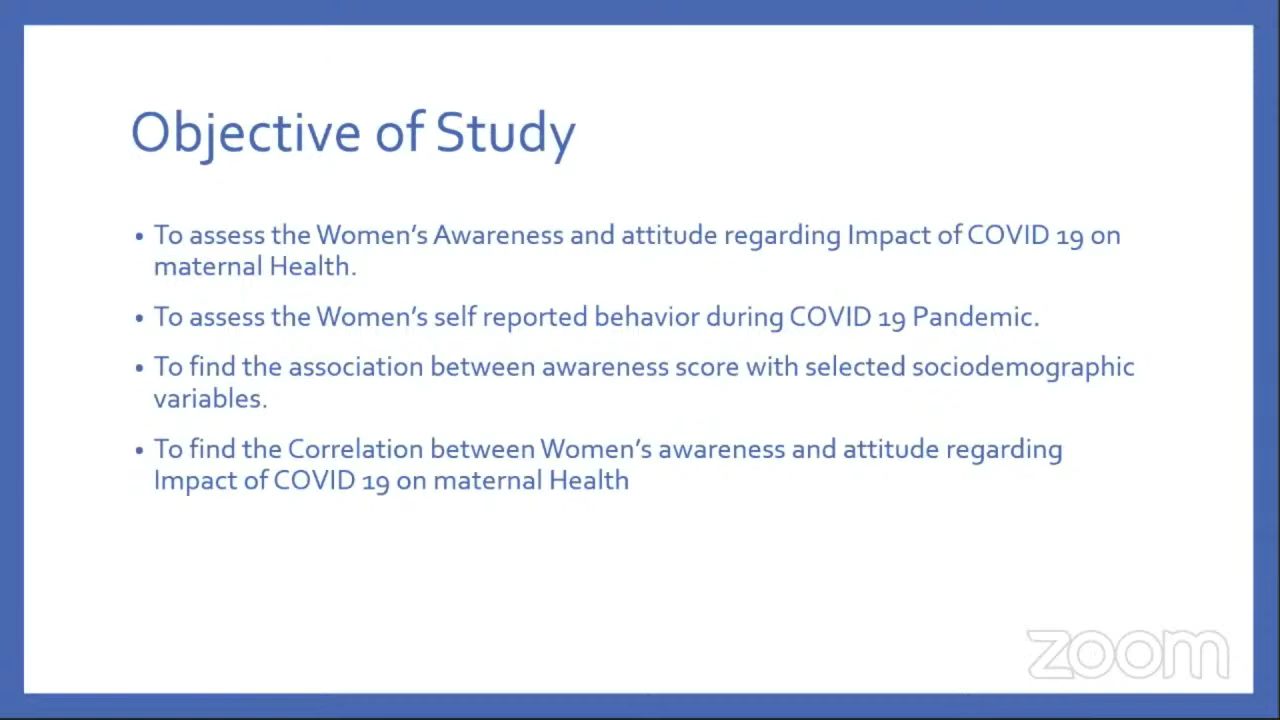 Objective of Study
• To assess the Women's Awareness and attitude regarding Impact of COVID 19 on
maternal Health.
• To assess the Women's self reported behavior during COVID 19 Pandemic.
• To find the association between awareness score with selected sociodemographic
variables.
• To find the Correlation between Women's awareness and attitude regarding
Impact of COVID 19 on maternal Health
zoom